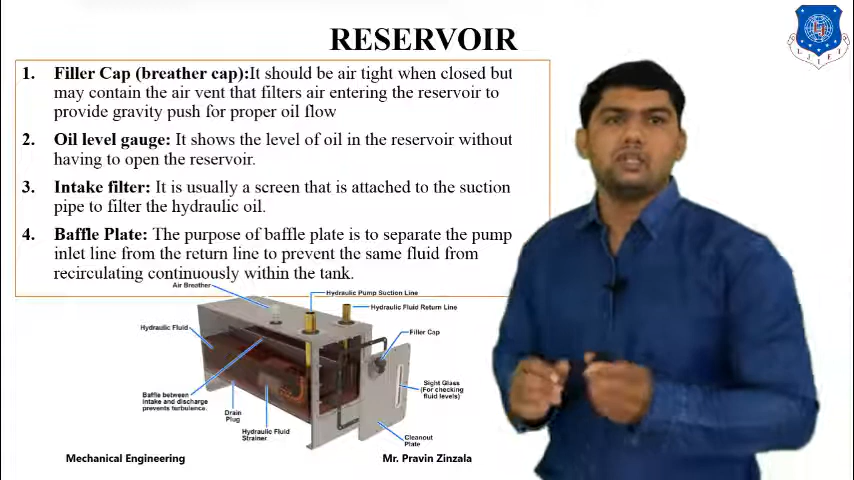 RESERVOIR
1. Filler Cap (breather cap):It should be air tight when closed but
may contain the air vent that filters air entering the reservoir to
provide gravity push for proper oil flow
2. Oil level gauge: It shows the level of oil in the reservoir without
having to open the reservoir.
3. Intake filter: It is usually a screen that is attached to the suction
pipe to filter the hydraulic oil.
4. Baffle Plate: The purpose of baffle plate is to separate the pump
inlet line from the return line to prevent the same fluid from
recirculating continuously within the tank.
Air Breather
Hydraulic Pump Suction Line
Hydraulic Fluid Return Line
Hydraulic Fluid
Filler Cap
Sight Glass
(For checking
fluid levels)
Baffle between
intake and discharge
prevents turbulence.
Drain
Plug
Hydraulic Fluid
Strainer
Cleanout
Plate
Mechanical Engineering
Mr. Pravin Zinzala